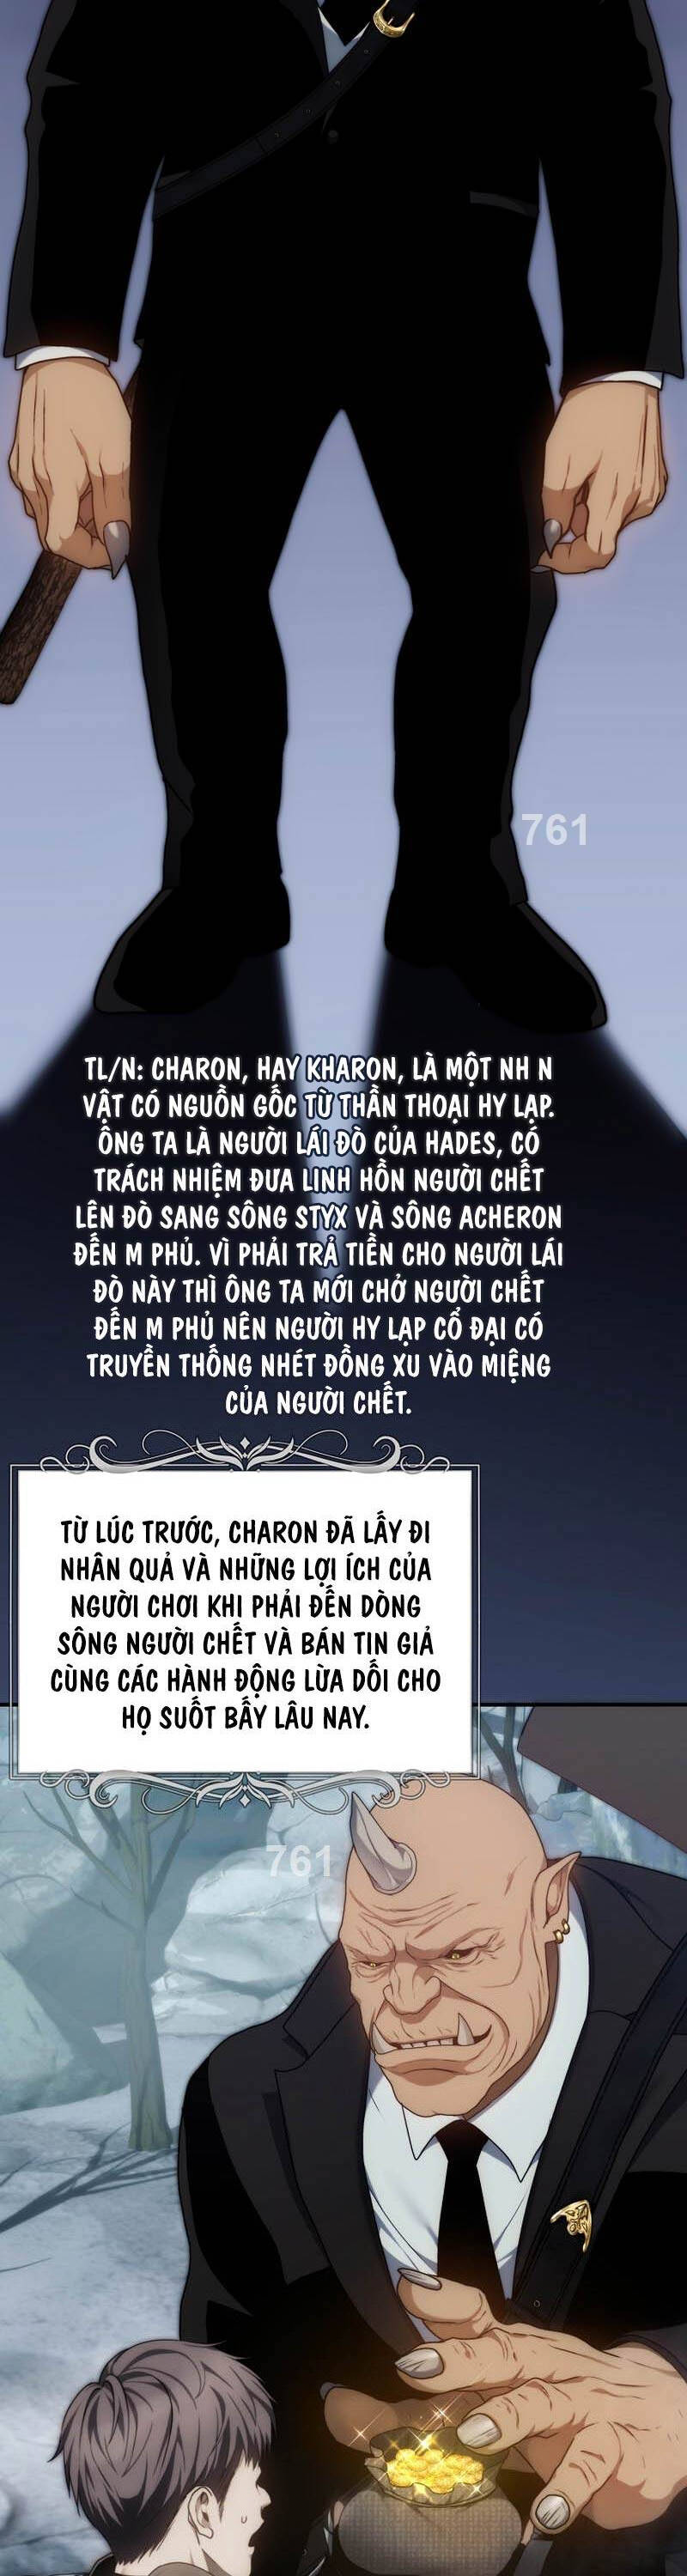 761
TL/N: CHARON, HAY KHARON, LÀ MỘT NH N
VẬT CÓ NGUỒN GỐC TỪ THẦN THOẠI HY LẠP.
ÔNG TA LÀ NGƯỜI LÁI ĐÒ CỦA HADES, CÓ
TRÁCH NHIỆM ĐƯA LINH HỒN NGƯỜI CHẾT
LÊN ĐÒ SANG SÔNG STYX VÀ SÔNG ACHERON
ĐẾN M PHỦ. VÌ PHẢI TRẢ TIỀN CHO NGƯỜI LÁI
ĐÒ NÀY THÌ ÔNG TA MỚI CHỞ NGƯỜI CHẾT
ĐẾN M PHỦ NÊN NGƯỜI HY LẠP CỔ ĐẠI CÓ
TRUYỀN THỐNG NHÉT ĐỒNG XU VÀO MIỆNG
CỦA NGƯỜI CHẾT.
TỪ LÚC TRƯỚC, CHARON ĐÃ LẤY ĐI
NHÂN QUẢ VÀ NHỮNG LỢI ÍCH CỦA
NGƯỜI CHƠI KHI PHẢI ĐẾN DÒNG
SÔNG NGƯỜI CHẾT VÀ BÁN TIN GIẢ
CÙNG CÁC HÀNH ĐỘNG LỪA DỐI CHO
HỌ SUỐT BẤY LÂU NAY.
761